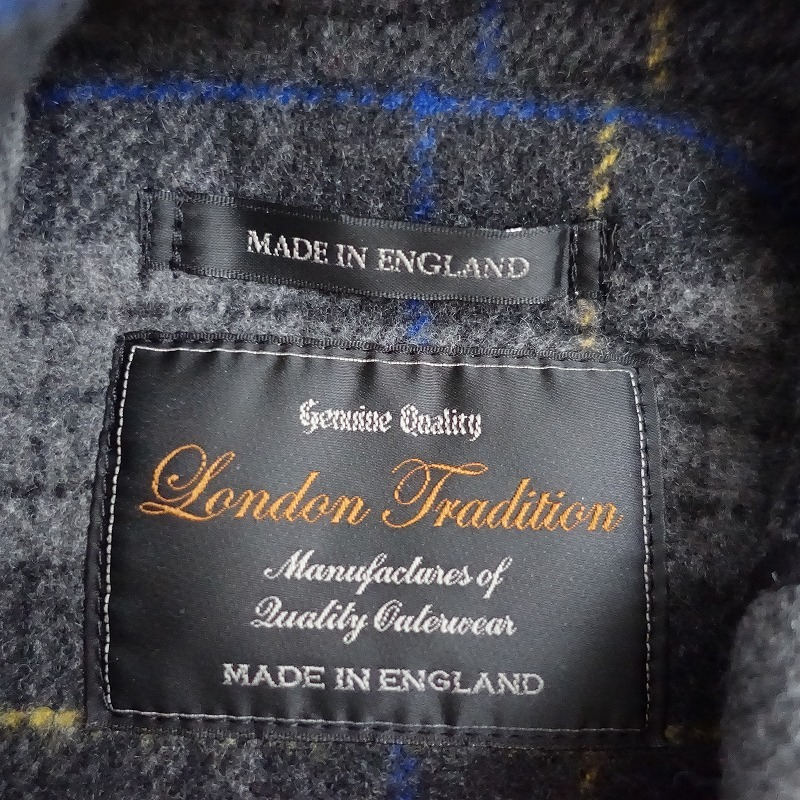 MADE IN ENGLAND
Genuine Quality
London Tradition
Manufactures of
Quality Outerwear
MADE IN ENGLAND